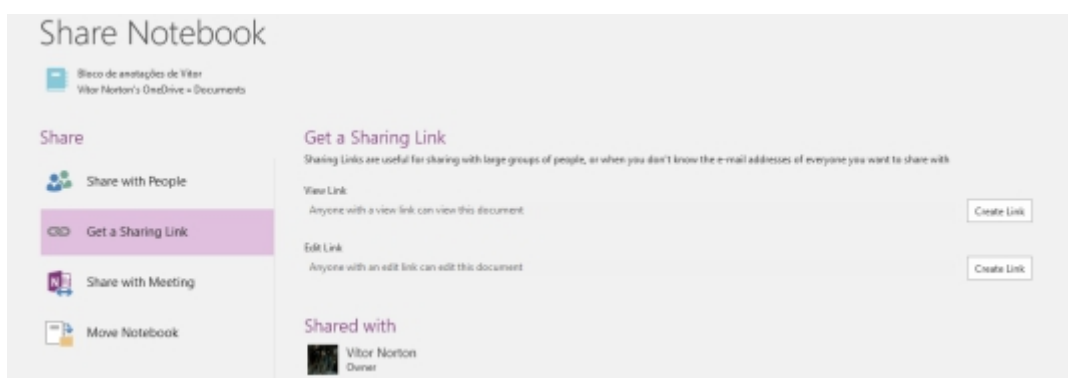 Share Notebook
Bloco de anotações de Vitor
Vitor Norton's OneDrive » Documents
Share
Share with People
Get a Sharing Link
Share with Meeting
Move Notebook
Get a Sharing Link
Sharing Links are useful for sharing with large groups of people, or when you don't know the e-mail addresses of everyone you want to share with
View Link
Anyone with a view link can view this document
Create Link
Edit Link
Anyone with an edit link can edit this document
Create Link
Shared with
Vitor Norton
Owner